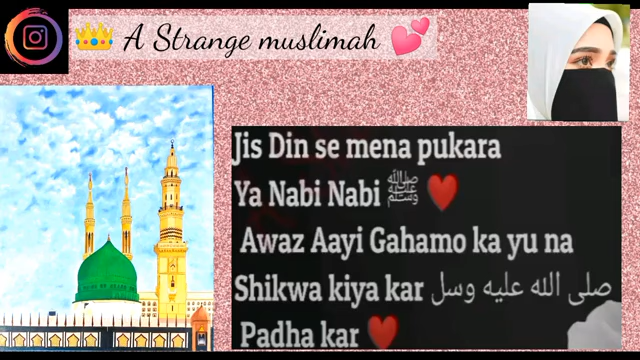 👑 A Strange muslimah 💕
Jis Din se mena pukara
Ya Nabi Nabi ﷺ ❤️
Awaz Aayi Gahamo ka yu na
Shikwa kiya kar صلى الله عليه وسل
Padha kar ❤️